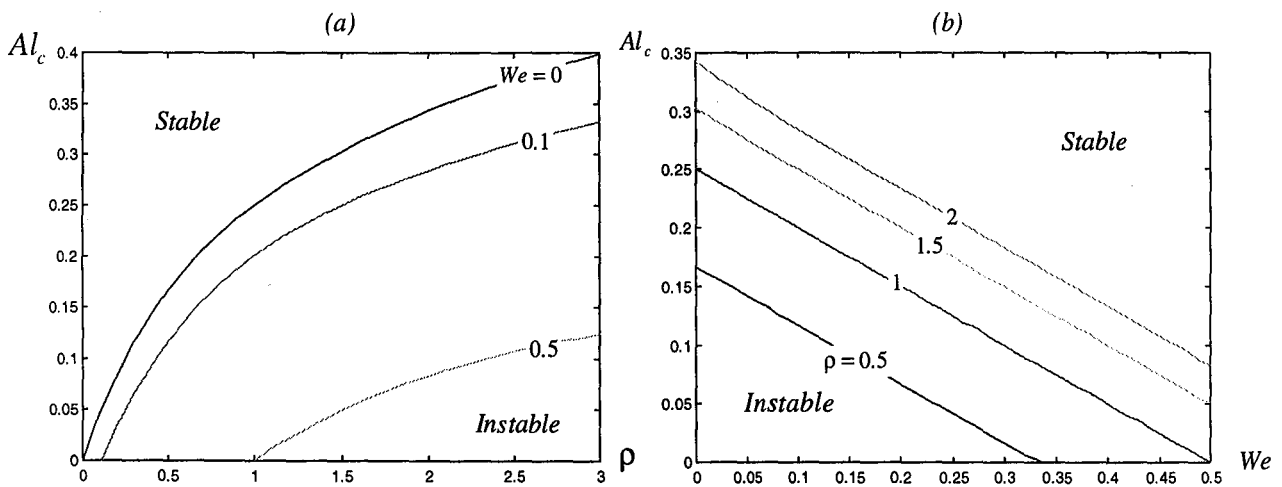 (a)
Al_c
0.4
0.35
0.3
0.25
0.2
0.15
0.1
0.05
0
We = 0
0.1
0.5
Stable
Instable
0 0.5 1 1.5 2 2.5 3
ρ
(b)
Al_c
0.35
0.3
0.25
0.2
0.15
0.1
0.05
0
Stable
2
1.5
1
ρ = 0.5
Instable
0 0.05 0.1 0.15 0.2 0.25 0.3 0.35 0.4 0.45 0.5
We